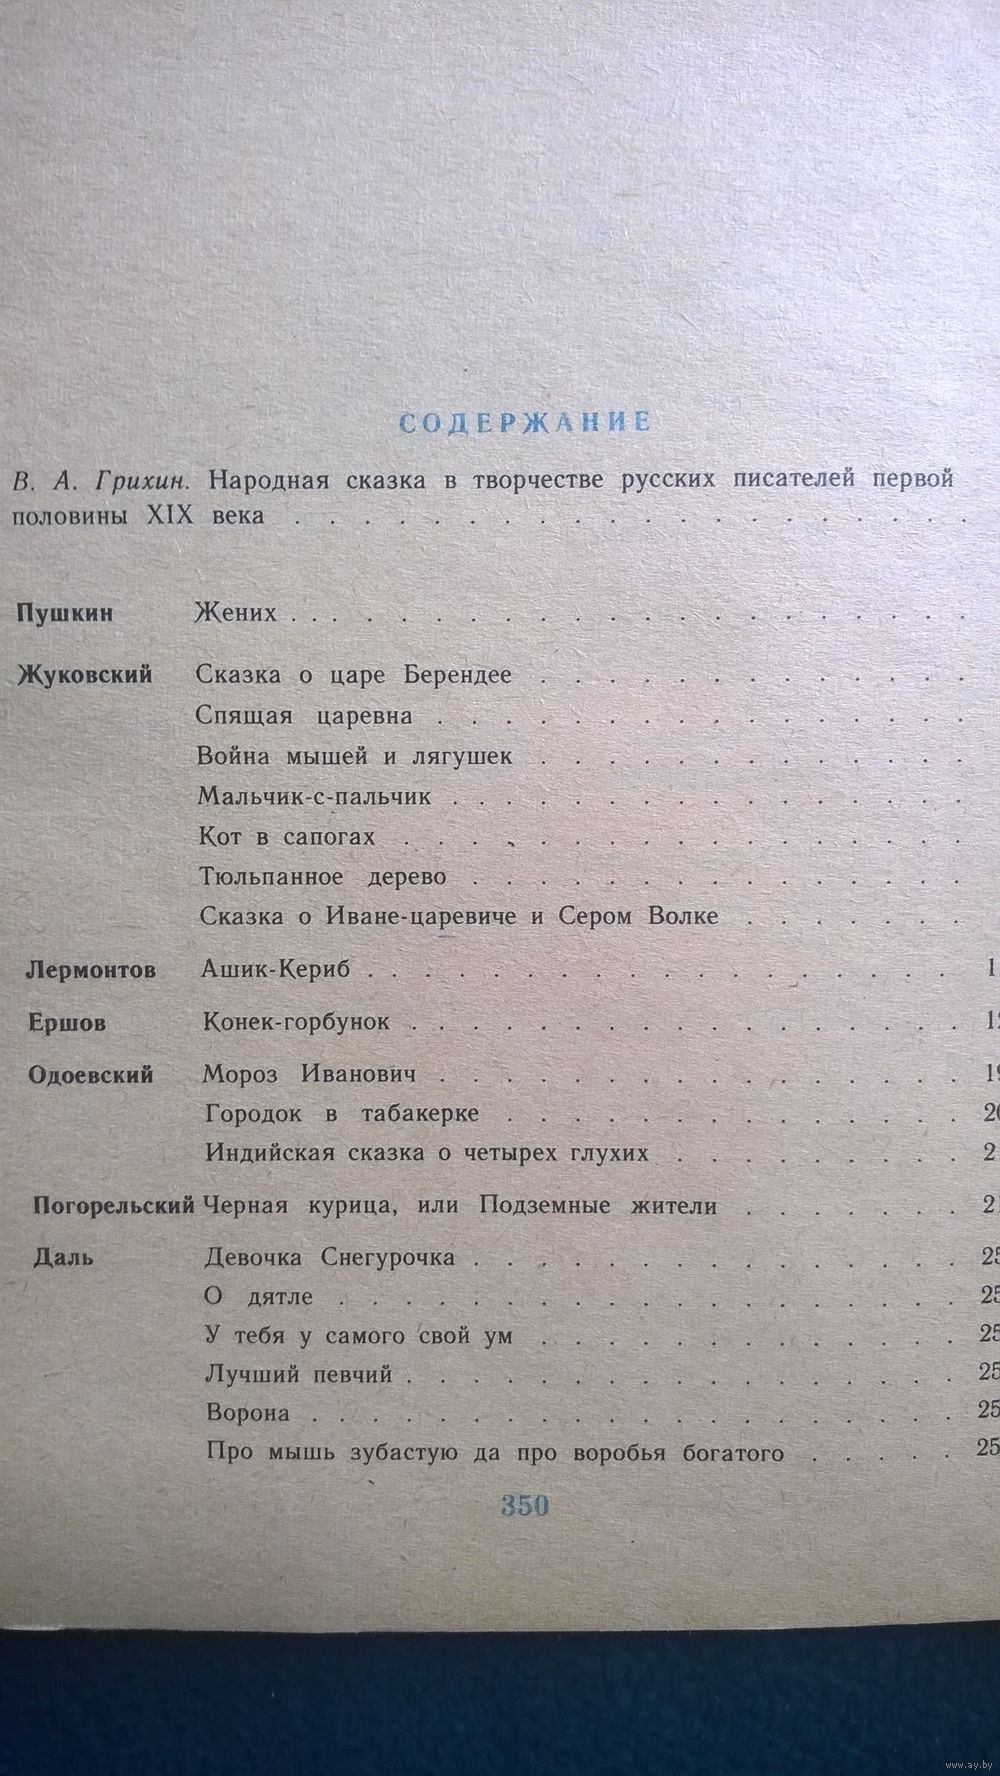 СОДЕРЖАНИЕ
В. А. Грихин. Народная сказка в творчестве русских писателей первой
половины XIX века . . . . . . . . . . . . . . . . . . . .
Пушкин Жених . . . . . . . . . . . . . . . . . . . .
Жуковский Сказка о царе Берендее . . . . . . . . . . . . .
Спящая царевна . . . . . . . . . . . . . . . .
Война мышей и лягушек . . . . . . . . . . . . .
Мальчик-с-пальчик . . . . . . . . . . . . . . . .
Кот в сапогах . . . . . . . . . . . . . . . . .
Тюльпанное дерево . . . . . . . . . . . . . . .
Сказка о Иване-царевиче и Сером Волке . . . . . . .
Лермонтов Ашик-Кериб . . . . . . . . . . . . . . . . . .
Ершов Конек-горбунок . . . . . . . . . . . . . . . . .
Одоевский Мороз Иванович . . . . . . . . . . . . . . . .
Городок в табакерке . . . . . . . . . . . . . .
Индийская сказка о четырех глухих . . . . . . . . .
Погорельский Черная курица, или Подземные жители . . . . . . .
Даль Девочка Снегурочка . . . . . . . . . . . . . . .
О дятле . . . . . . . . . . . . . . . . . . .
У тебя у самого свой ум . . . . . . . . . . . . .
Лучший певчий . . . . . . . . . . . . . . . . .
Ворона . . . . . . . . . . . . . . . . . . . .
Про мышь зубастую да про воробья богатого . . . . .
350
www.ay.by